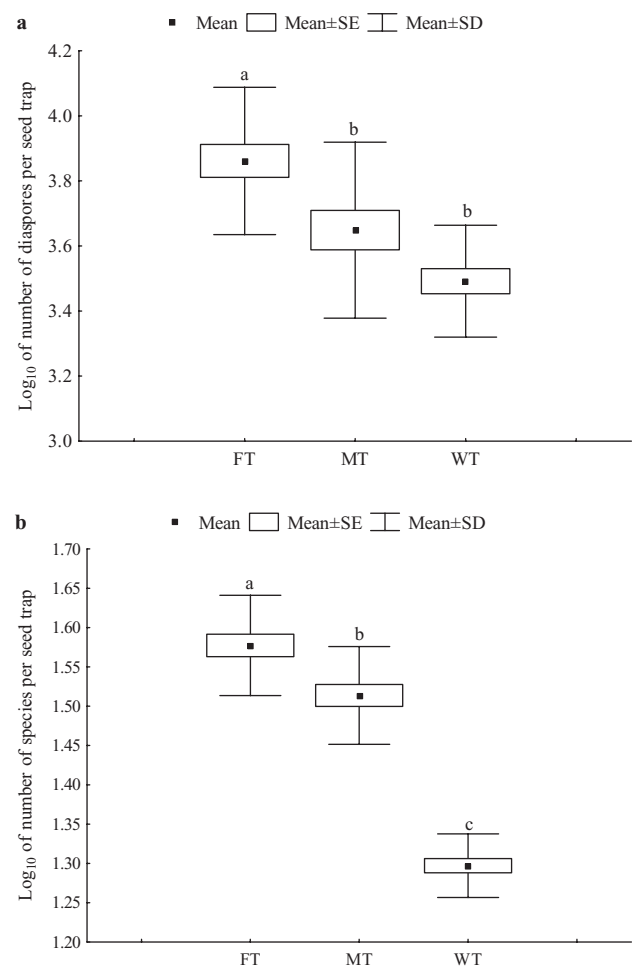 a
Mean Mean±SE Mean±SD
4.2
4.0
3.8
3.6
3.4
3.2
3.0
Log₁₀ of number of diaspores per seed trap
a
b
b
FT MT WT
b
Mean Mean±SE Mean±SD
1.70
1.65
1.60
1.55
1.50
1.45
1.40
1.35
1.30
1.25
1.20
Log₁₀ of number of species per seed trap
a
b
c
FT MT WT